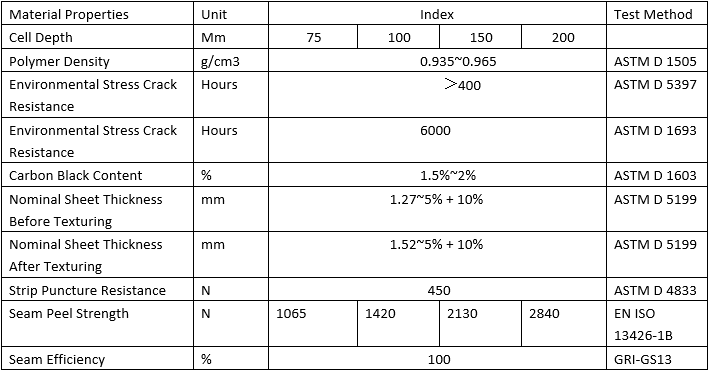 Material Properties Unit Index Test Method
Cell Depth Mm 75 100 150 200
Polymer Density g/cm3 0.935~0.965 ASTM D 1505
Environmental Stress Crack Resistance Hours >400 ASTM D 5397
Environmental Stress Crack Resistance Hours 6000 ASTM D 1693
Carbon Black Content % 1.5%~2% ASTM D 1603
Nominal Sheet Thickness Before Texturing mm 1.27~5% + 10% ASTM D 5199
Nominal Sheet Thickness After Texturing mm 1.52~5% + 10% ASTM D 5199
Strip Puncture Resistance N 450 ASTM D 4833
Seam Peel Strength N 1065 1420 2130 2840 EN ISO 13426-1B
Seam Efficiency % 100 GRI-GS13